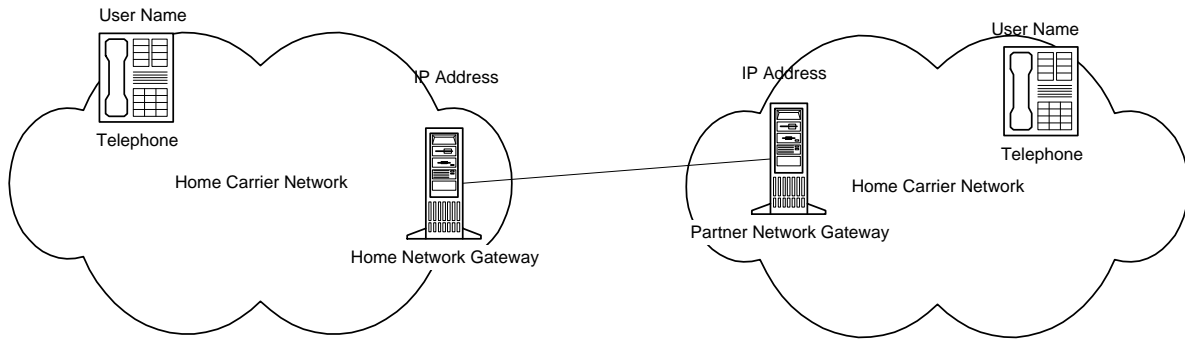 User Name
Telephone
IP Address
Home Carrier Network
Home Network Gateway
IP Address
User Name
Telephone
Home Carrier Network
Partner Network Gateway